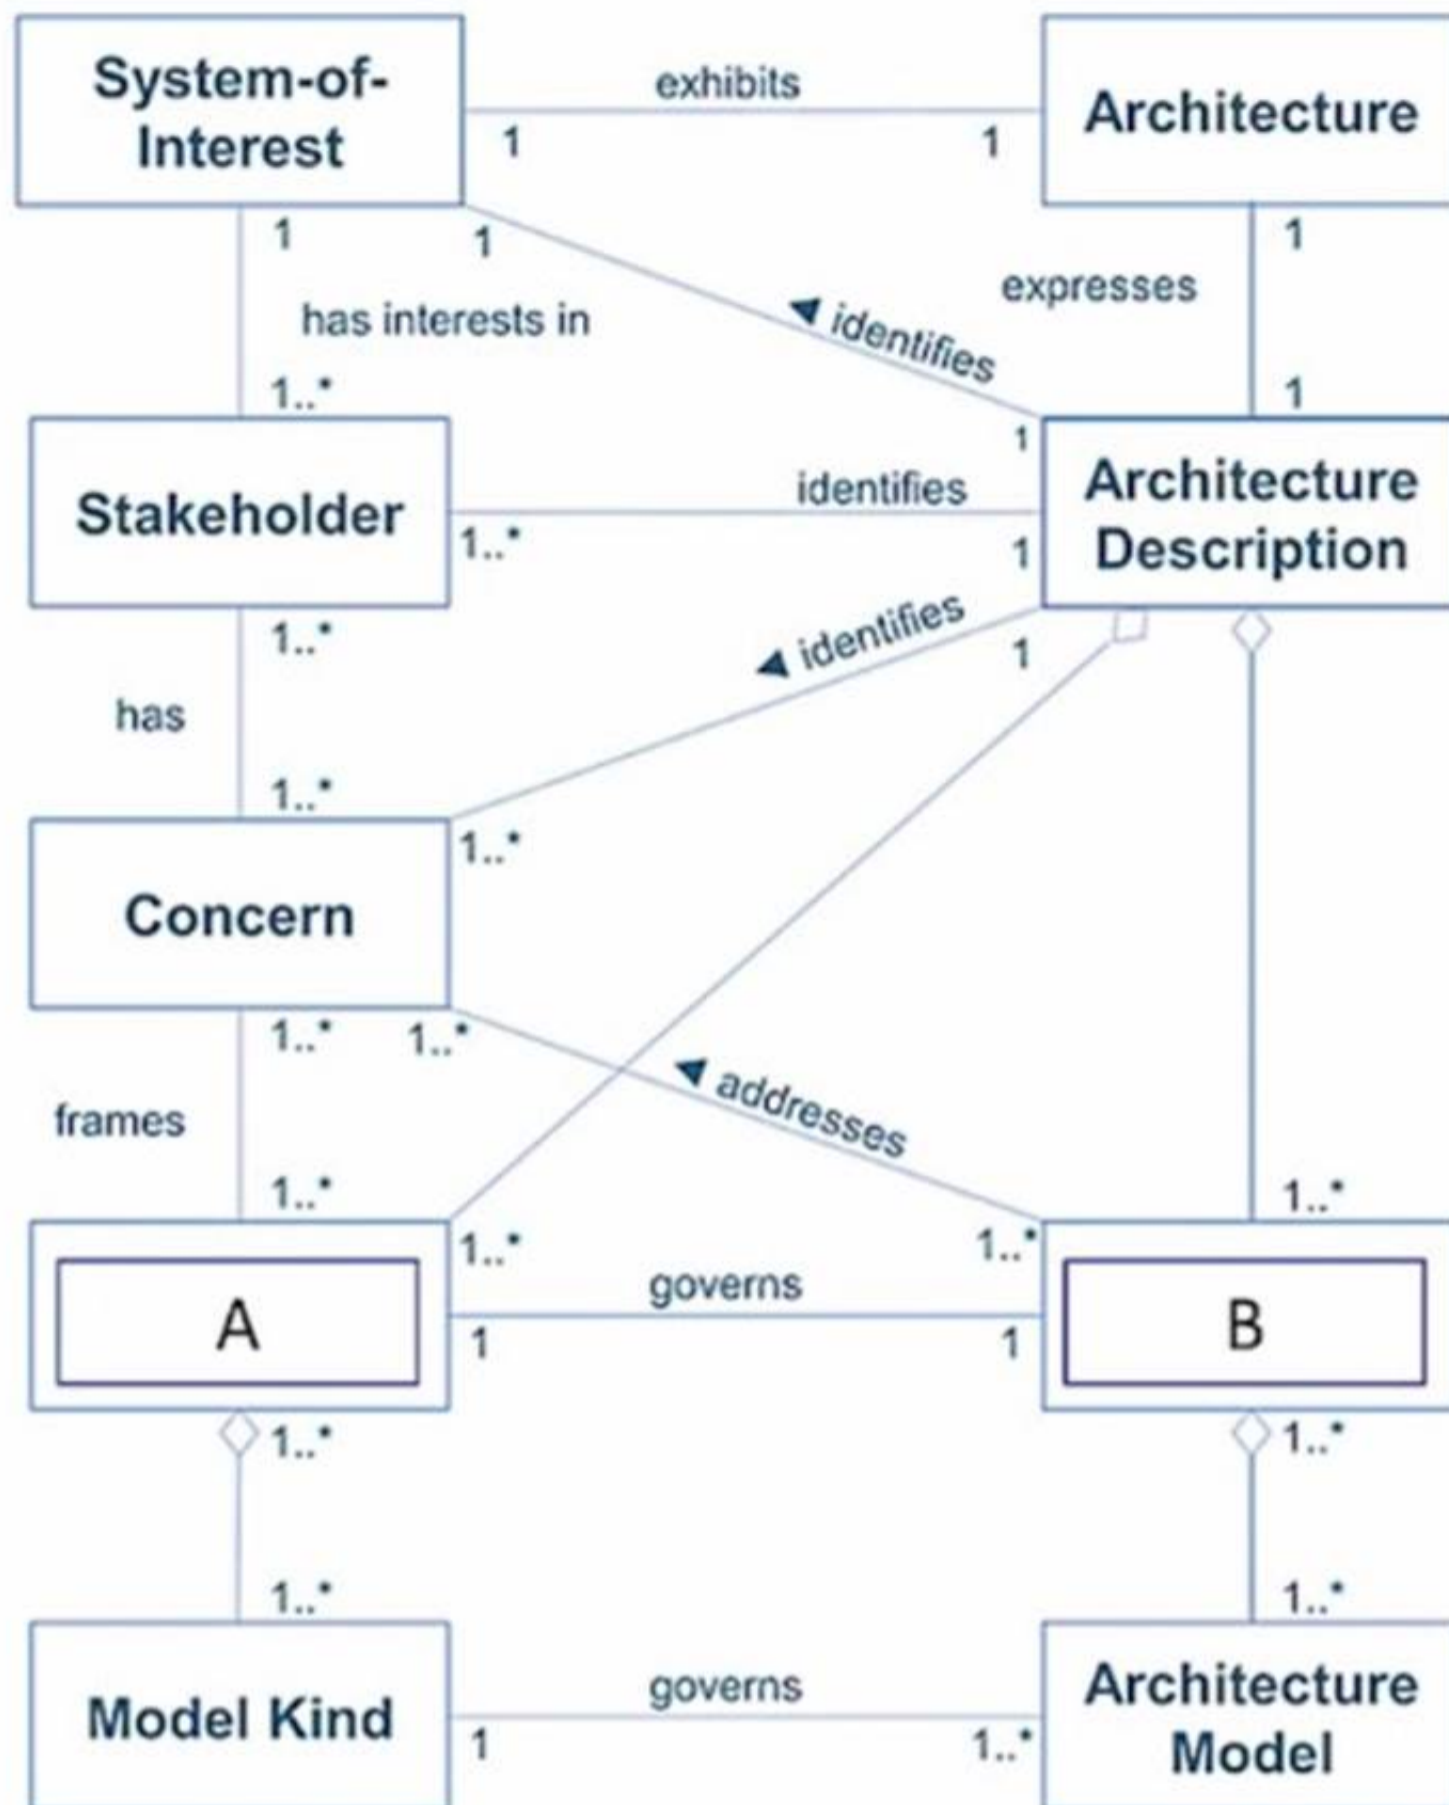 System-of-
Interest
exhibits
1
1
Architecture
1
1
1
has interests in
identifies
expresses
1..*
1
1
Stakeholder
identifies
1..*
1
Architecture
Description
1..*
identifies
1
has
1..*
1..*
Concern
1..*
1..*
frames
addresses
1..*
1..*
1..*
1..*
A
governs
1
1
B
1..*
1..*
1..*
1..*
Model Kind
governs
1
1..*
Architecture
Model